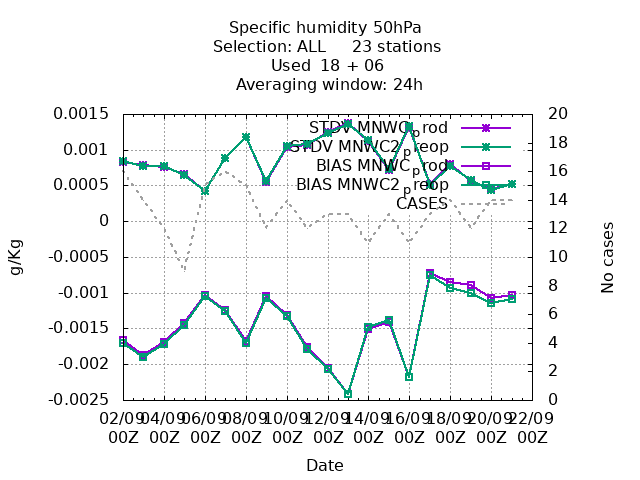 Specific humidity 50hPa
Selection: ALL 23 stations
Used 18 + 06
Averaging window: 24h
g/Kg
0.0015
0.001
0.0005
0
-0.0005
-0.001
-0.0015
-0.002
-0.0025
STDV MNWC_prod
STDV MNWC2_preop
BIAS MNWC_prod
BIAS MNWC2_preop
CASES
20
18
16
14
12
10
8
6
4
2
0
No cases
02/09 04/09 06/09 08/09 10/09 12/09 14/09 16/09 18/09 20/09 22/09
00Z 00Z 00Z 00Z 00Z 00Z 00Z 00Z 00Z 00Z 00Z
Date